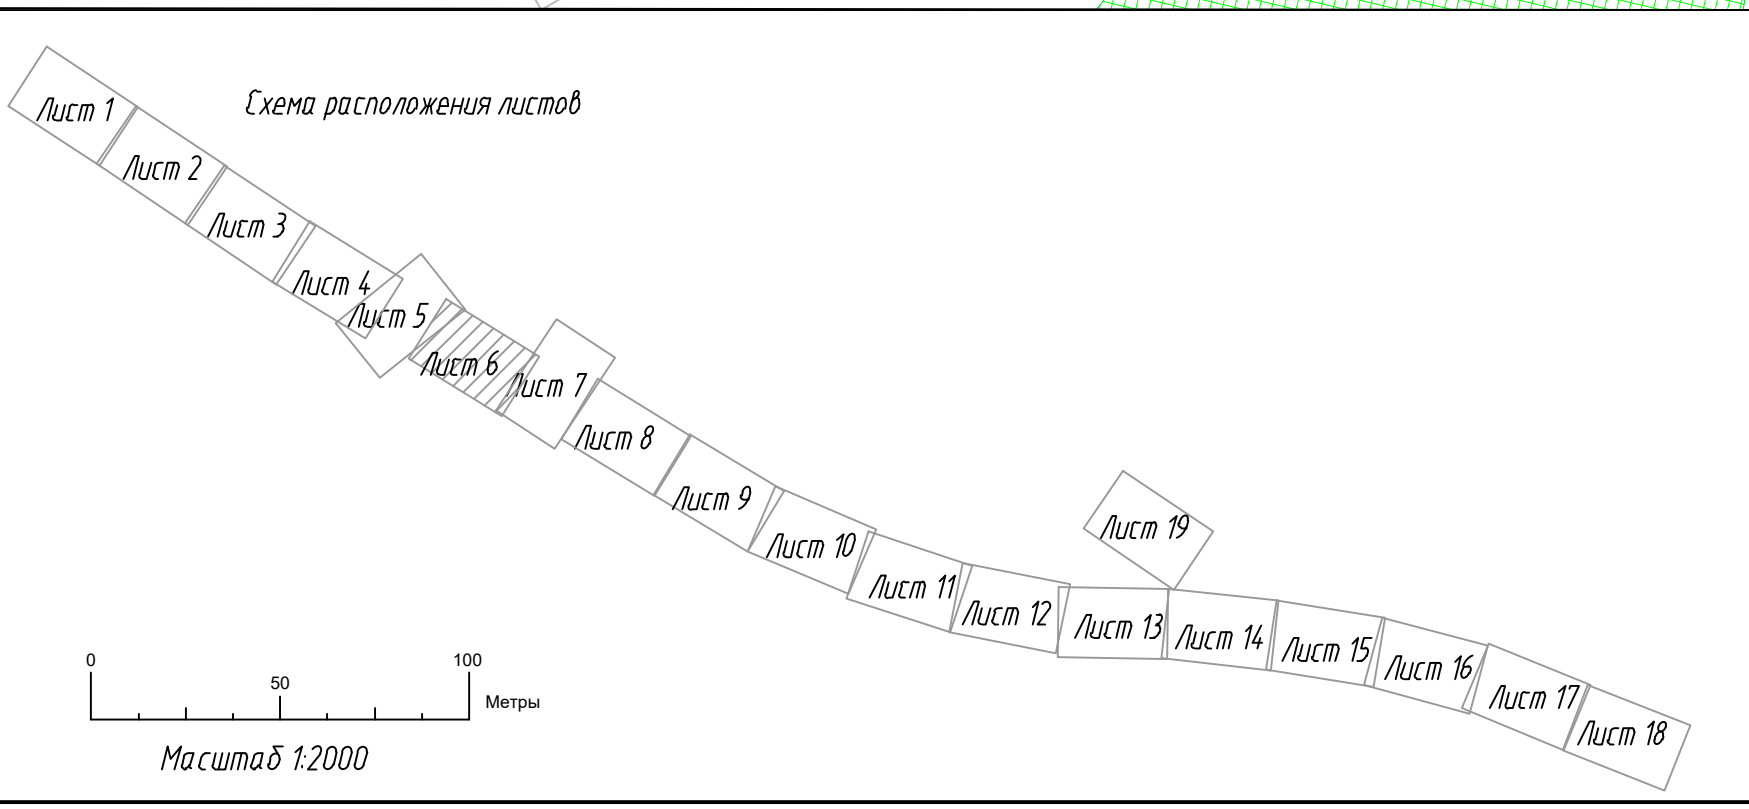 Схема расположения листов
Лист 1
Лист 2
Лист 3
Лист 4
Лист 5
Лист 6
Лист 7
Лист 8
Лист 9
Лист 10
Лист 11
Лист 12
Лист 13
Лист 14
Лист 15
Лист 16
Лист 17
Лист 18
Лист 19
0
50
100
Метры
Масштаб 1:2000